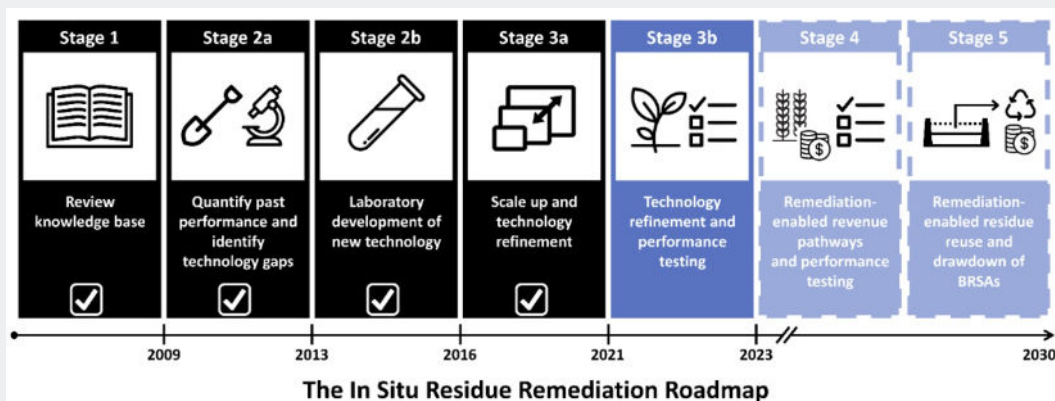 Stage 1
Review
knowledge base
Stage 2a
Quantify past
performance and
identify
technology gaps
Stage 2b
Laboratory
development of
new technology
Stage 3a
Scale up and
technology
refinement
Stage 3b
Technology
refinement and
performance
testing
Stage 4
$
Remediation-
enabled revenue
pathways
and performance
testing
Stage 5
$
Remediation-
enabled residue
reuse and
drawdown of
BRSAs
2009
2013
2016
2021
2023
2030
The In Situ Residue Remediation Roadmap